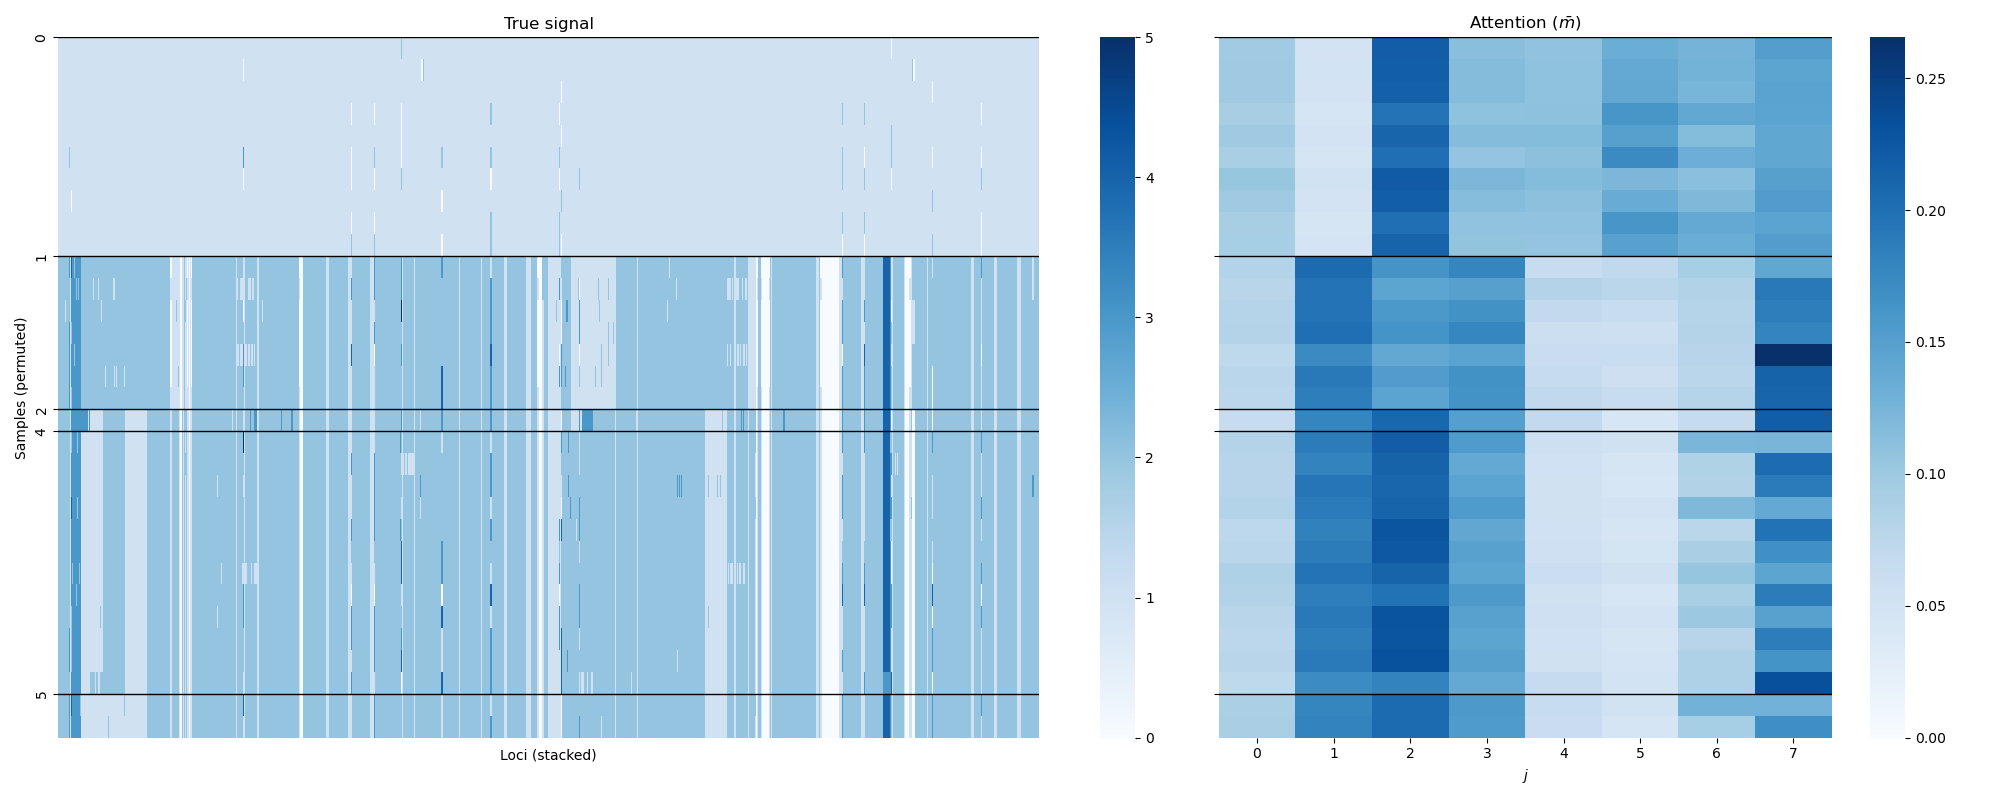 True signal
Attention (m̄)
Samples (permuted)
0
1
2
4
5
Loci (stacked)
5
4
3
2
1
0
0 1 2 3 4 5 6 7
j
0.25
0.20
0.15
0.10
0.05
0.00